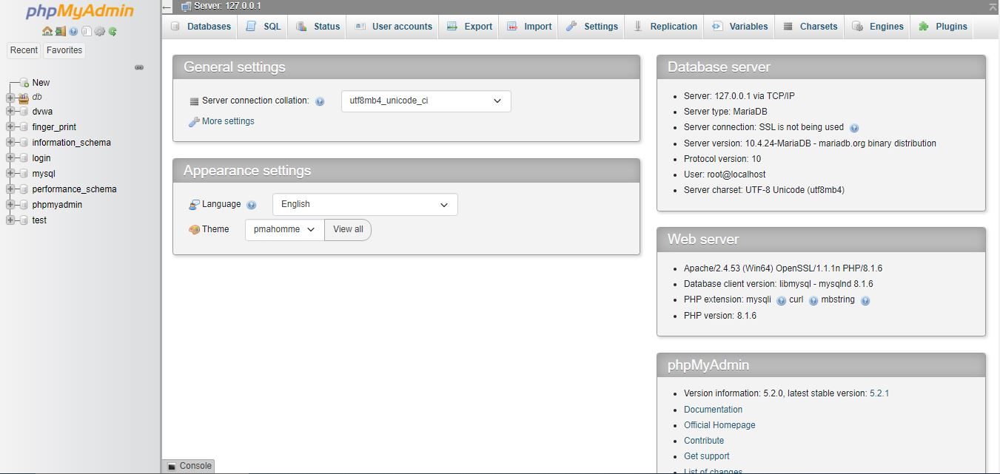 phpMyAdmin
Recent Favorites
New
db
dvwa
finger_print
information_schema
login
mysql
performance_schema
phpmyadmin
test
Server: 127.0.0.1
Databases SQL Status User accounts Export Import Settings Replication Variables Charsets Engines Plugins
General settings
Server connection collation: utf8mb4_unicode_ci
More settings
Appearance settings
Language English
Theme pmahomme View all
Database server
Server: 127.0.0.1 via TCP/IP
Server type: MariaDB
Server connection: SSL is not being used
Server version: 10.4.24-MariaDB - mariadb.org binary distribution
Protocol version: 10
User: root@localhost
Server charset: UTF-8 Unicode (utf8mb4)
Web server
Apache/2.4.53 (Win64) OpenSSL/1.1.1n PHP/8.1.6
Database client version: libmysql - mysqlnd 8.1.6
PHP extension: mysqli curl mbstring
PHP version: 8.1.6
phpMyAdmin
Version information: 5.2.0, latest stable version: 5.2.1
Documentation
Official Homepage
Contribute
Get support
List of changes
Console